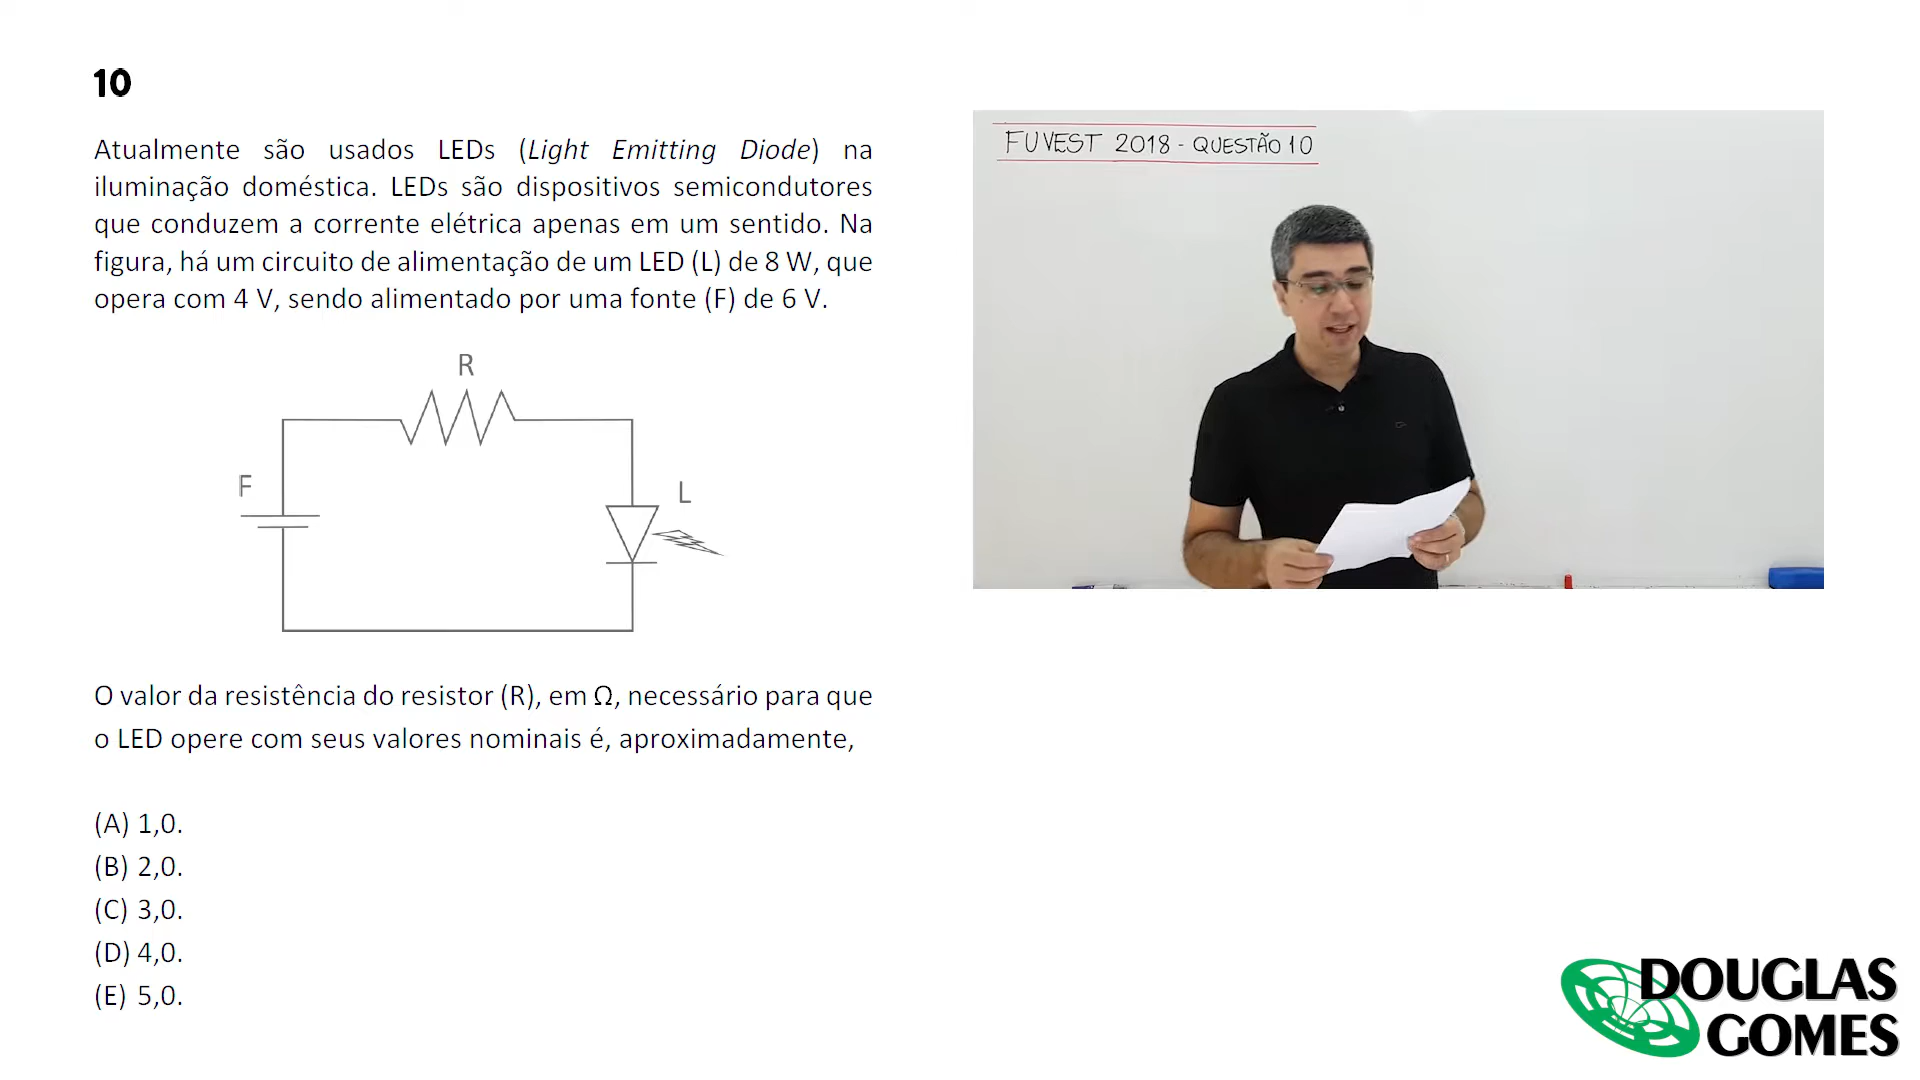 10
Atualmente são usados LEDs (Light Emitting Diode) na
iluminação doméstica. LEDs são dispositivos semicondutores
que conduzem a corrente elétrica apenas em um sentido. Na
figura, há um circuito de alimentação de um LED (L) de 8 W, que
opera com 4 V, sendo alimentado por uma fonte (F) de 6 V.
R
F
L
O valor da resistência do resistor (R), em Ω, necessário para que
o LED opere com seus valores nominais é, aproximadamente,
(A) 1,0.
(B) 2,0.
(C) 3,0.
(D) 4,0.
(E) 5,0.
FUVEST 2018 - QUESTÃO 10
DOUGLAS
GOMES